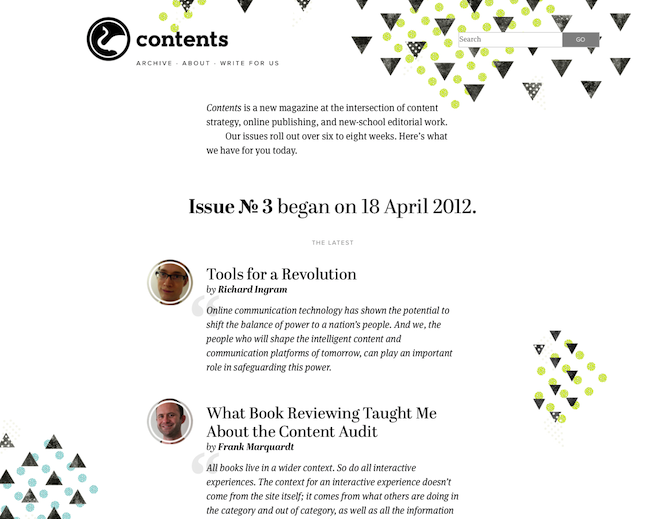 contents
Search
GO
ARCHIVE · ABOUT · WRITE FOR US
Contents is a new magazine at the intersection of content
strategy, online publishing, and new-school editorial work.
Our issues roll out over six to eight weeks. Here’s what
we have for you today.
Issue № 3 began on 18 April 2012.
THE LATEST
Tools for a Revolution
by Richard Ingram
“Online communication technology has shown the potential to
shift the balance of power to a nation’s people. And we, the
people who will shape the intelligent content and
communication platforms of tomorrow, can play an important
role in safeguarding this power.
What Book Reviewing Taught Me
About the Content Audit
by Frank Marquardt
“All books live in a wider context. So do all interactive
experiences. The context for an interactive experience doesn’t
come from the site itself; it comes from what others are doing in
the category and out of category, as well as all the information